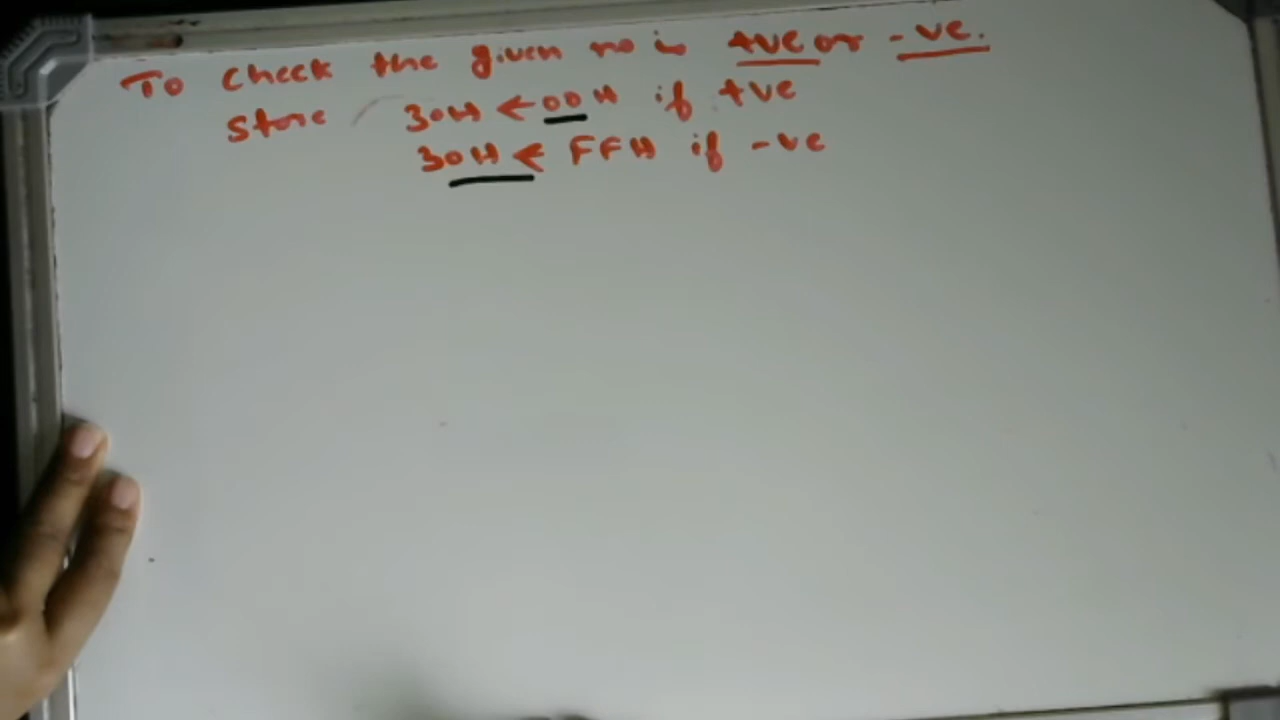 To check the given no is +ve or -ve.
store 30H ← 00H if +ve
30H ← FFH if -ve